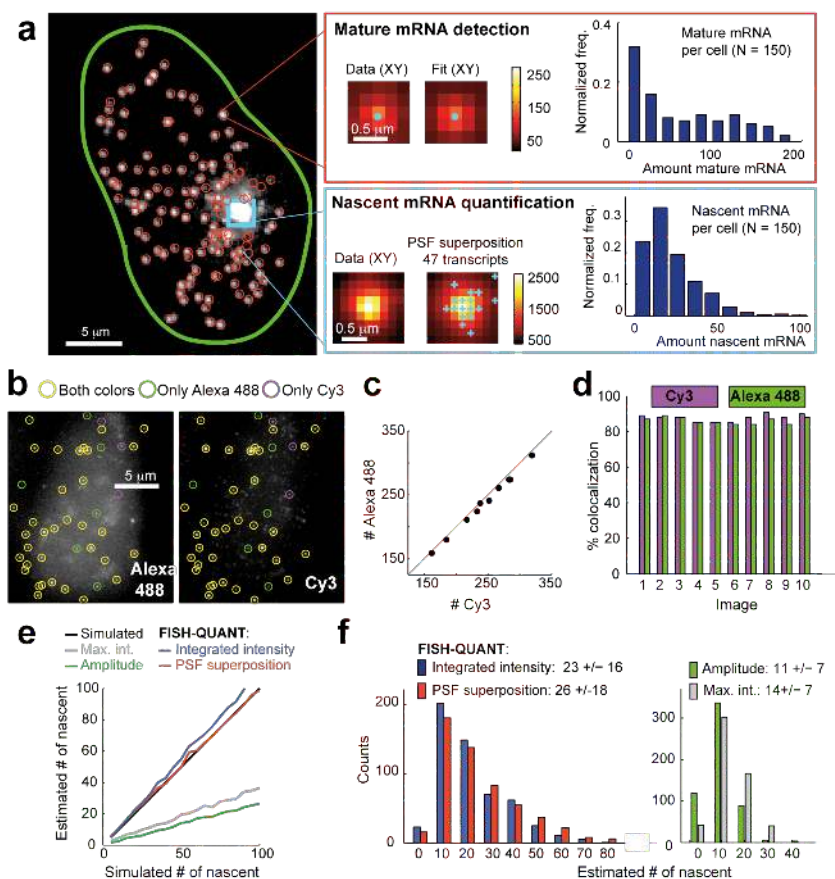 a
Mature mRNA detection
Data (XY) Fit (XY)
250
150
50
0.5 µm
Mature mRNA
per cell (N = 150)
Normalized freq.
0.4
0.2
0
0 100 200
Amount mature mRNA
5 µm
Nascent mRNA quantification
Data (XY)
PSF superposition
47 transcripts
2500
1500
500
0.5 µm
Nascent mRNA
per cell (N = 150)
Normalized freq.
0.3
0.2
0.1
0
0 50 100
Amount nascent mRNA
b
Both colors Only Alexa 488 Only Cy3
5 µm
Alexa
488
Cy3
c
# Alexa 488
350
250
150
150 250 350
# Cy3
d
Cy3 Alexa 488
% colocalization
100
80
60
40
20
0
1 2 3 4 5 6 7 8 9 10
Image
e
Simulated
Max. int.
Amplitude
FISH-QUANT:
Integrated intensity
PSF superposition
Estimated # of nascent
100
80
60
40
20
0
0 50 100
Simulated # of nascent
f
FISH-QUANT:
Integrated intensity: 23 +/− 16
PSF superposition: 26 +/-18
Counts
200
100
0
0 10 20 30 40 50 60 70 80
Amplitude: 11 +/− 7
Max. int.: 14+/− 7
300
200
100
0
0 10 20 30 40
Estimated # of nascent